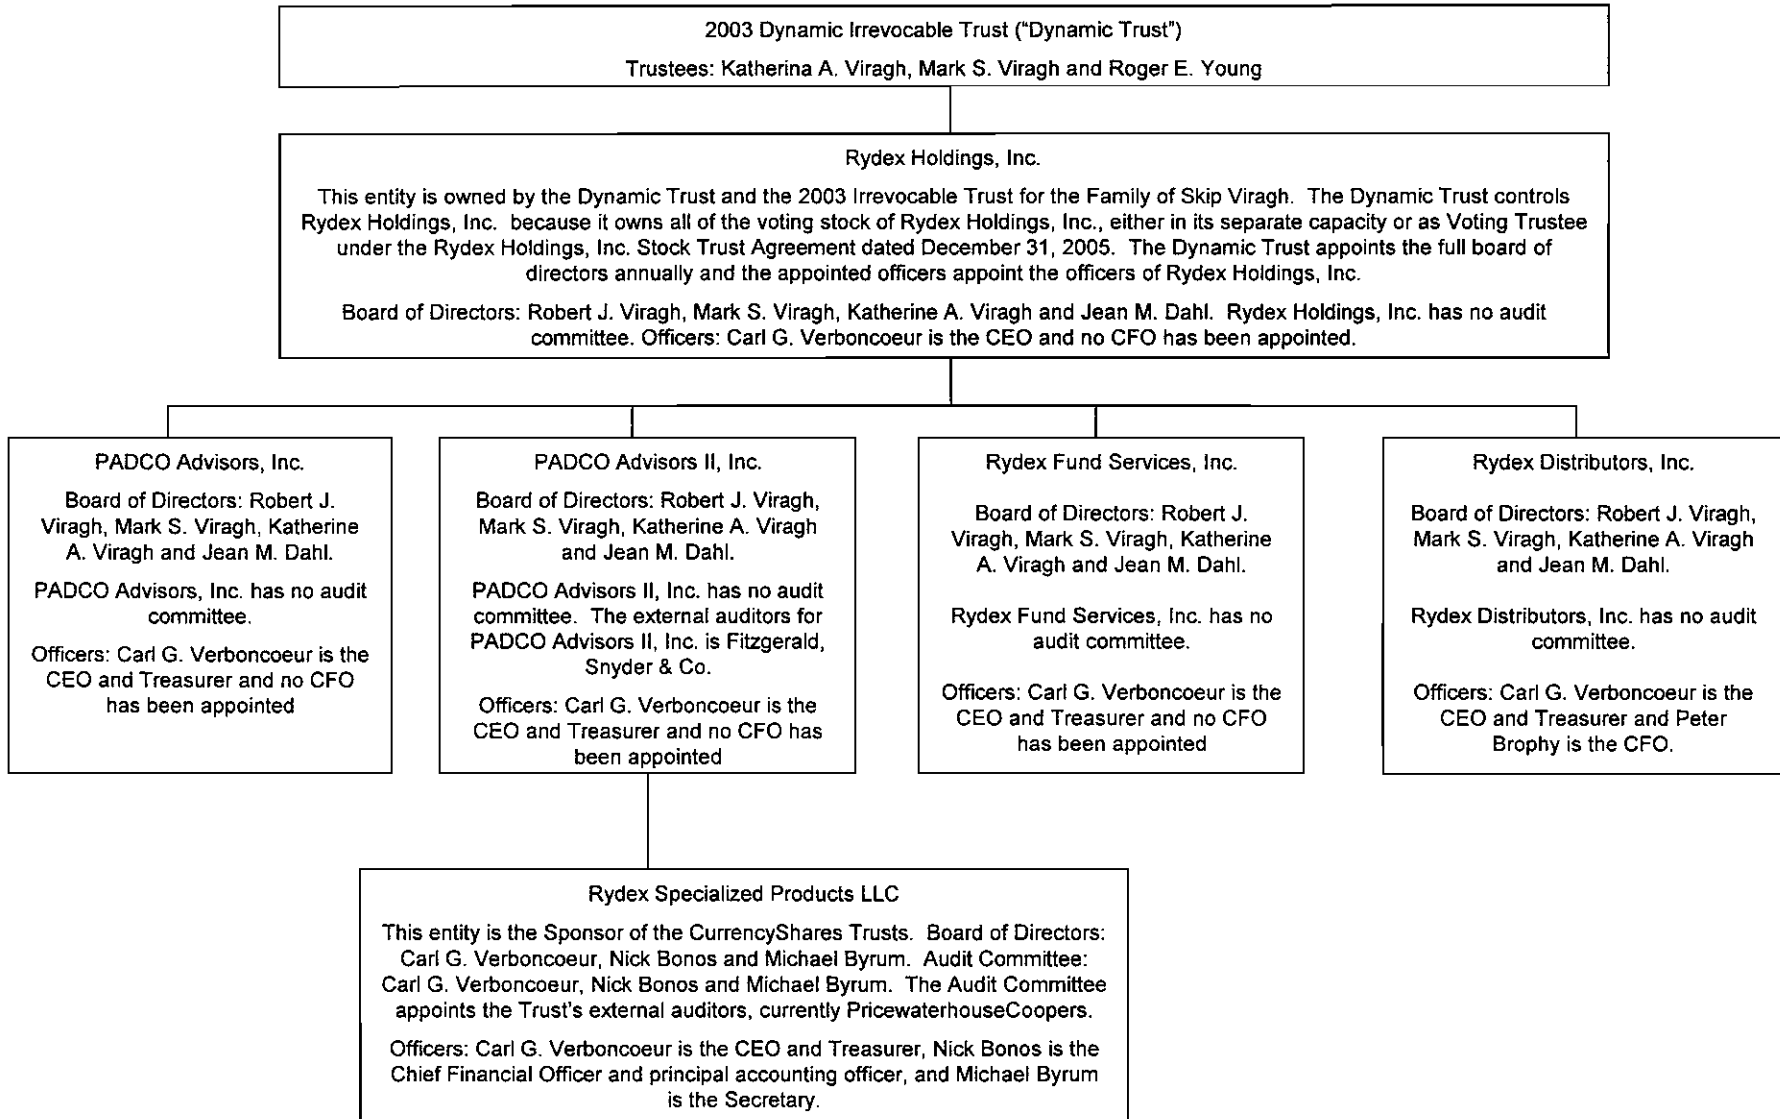 2003 Dynamic Irrevocable Trust ("Dynamic Trust")
Trustees: Katherina A. Viragh, Mark S. Viragh and Roger E. Young
Rydex Holdings, Inc.
This entity is owned by the Dynamic Trust and the 2003 Irrevocable Trust for the Family of Skip Viragh. The Dynamic Trust controls
Rydex Holdings, Inc. because it owns all of the voting stock of Rydex Holdings, Inc., either in its separate capacity or as Voting Trustee
under the Rydex Holdings, Inc. Stock Trust Agreement dated December 31, 2005. The Dynamic Trust appoints the full board of
directors annually and the appointed officers appoint the officers of Rydex Holdings, Inc.
Board of Directors: Robert J. Viragh, Mark S. Viragh, Katherine A. Viragh and Jean M. Dahl. Rydex Holdings, Inc. has no audit
committee. Officers: Carl G. Verboncoeur is the CEO and no CFO has been appointed.
PADCO Advisors, Inc.
Board of Directors: Robert J.
Viragh, Mark S. Viragh, Katherine
A. Viragh and Jean M. Dahl.
PADCO Advisors, Inc. has no audit
committee.
Officers: Carl G. Verboncoeur is the
CEO and Treasurer and no CFO
has been appointed
PADCO Advisors II, Inc.
Board of Directors: Robert J. Viragh,
Mark S. Viragh, Katherine A. Viragh
and Jean M. Dahl.
PADCO Advisors II, Inc. has no audit
committee. The external auditors for
PADCO Advisors II, Inc. is Fitzgerald,
Snyder & Co.
Officers: Carl G. Verboncoeur is the
CEO and Treasurer and no CFO has
been appointed
Rydex Fund Services, Inc.
Board of Directors: Robert J.
Viragh, Mark S. Viragh, Katherine
A. Viragh and Jean M. Dahl.
Rydex Fund Services, Inc. has no
audit committee.
Officers: Carl G. Verboncoeur is the
CEO and Treasurer and no CFO
has been appointed
Rydex Distributors, Inc.
Board of Directors: Robert J. Viragh,
Mark S. Viragh, Katherine A. Viragh
and Jean M. Dahl.
Rydex Distributors, Inc. has no audit
committee.
Officers: Carl G. Verboncoeur is the
CEO and Treasurer and Peter
Brophy is the CFO.
Rydex Specialized Products LLC
This entity is the Sponsor of the CurrencyShares Trusts. Board of Directors:
Carl G. Verboncoeur, Nick Bonos and Michael Byrum. Audit Committee:
Carl G. Verboncoeur, Nick Bonos and Michael Byrum. The Audit Committee
appoints the Trust's external auditors, currently PricewaterhouseCoopers.
Officers: Carl G. Verboncoeur is the CEO and Treasurer, Nick Bonos is the
Chief Financial Officer and principal accounting officer, and Michael Byrum
is the Secretary.